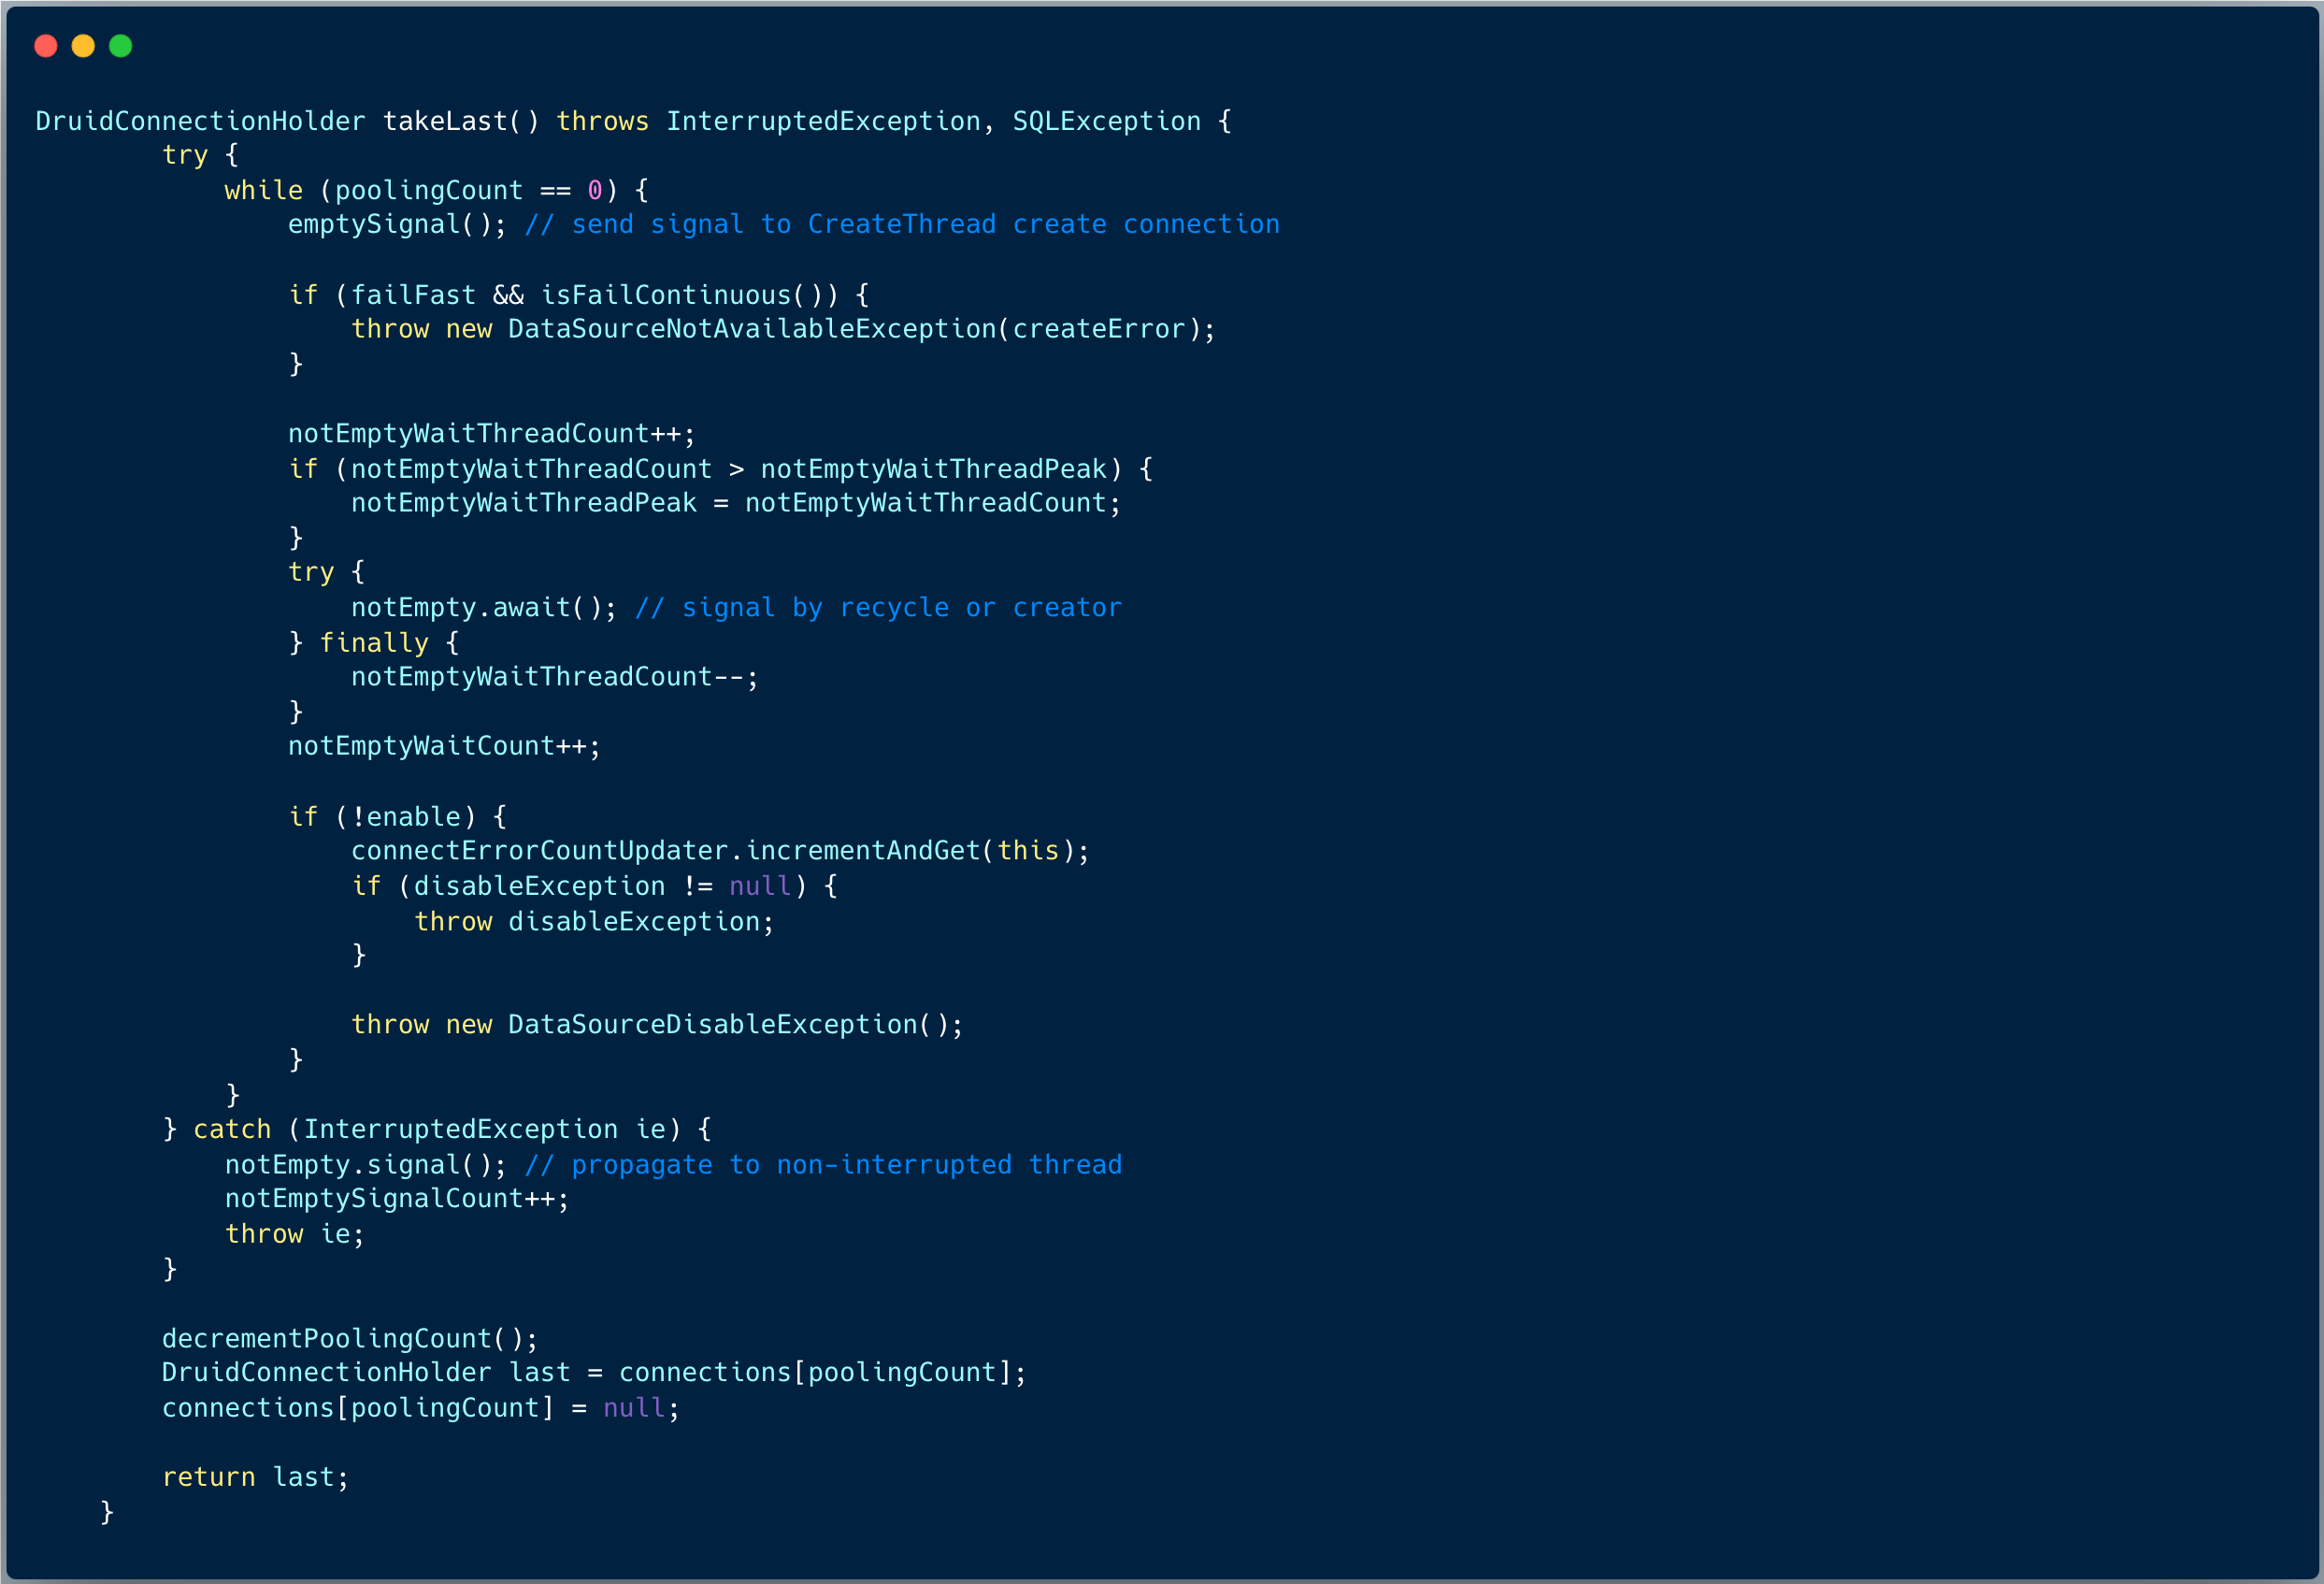 DruidConnectionHolder takeLast() throws InterruptedException, SQLException {
        try {
            while (poolingCount == 0) {
                emptySignal(); // send signal to CreateThread create connection

                if (failFast && isFailContinuous()) {
                    throw new DataSourceNotAvailableException(createError);
                }

                notEmptyWaitThreadCount++;
                if (notEmptyWaitThreadCount > notEmptyWaitThreadPeak) {
                    notEmptyWaitThreadPeak = notEmptyWaitThreadCount;
                }
                try {
                    notEmpty.await(); // signal by recycle or creator
                } finally {
                    notEmptyWaitThreadCount--;
                }
                notEmptyWaitCount++;

                if (!enable) {
                    connectErrorCountUpdater.incrementAndGet(this);
                    if (disableException != null) {
                        throw disableException;
                    }

                    throw new DataSourceDisableException();
                }
            }
        } catch (InterruptedException ie) {
            notEmpty.signal(); // propagate to non-interrupted thread
            notEmptySignalCount++;
            throw ie;
        }

        decrementPoolingCount();
        DruidConnectionHolder last = connections[poolingCount];
        connections[poolingCount] = null;

        return last;
    }